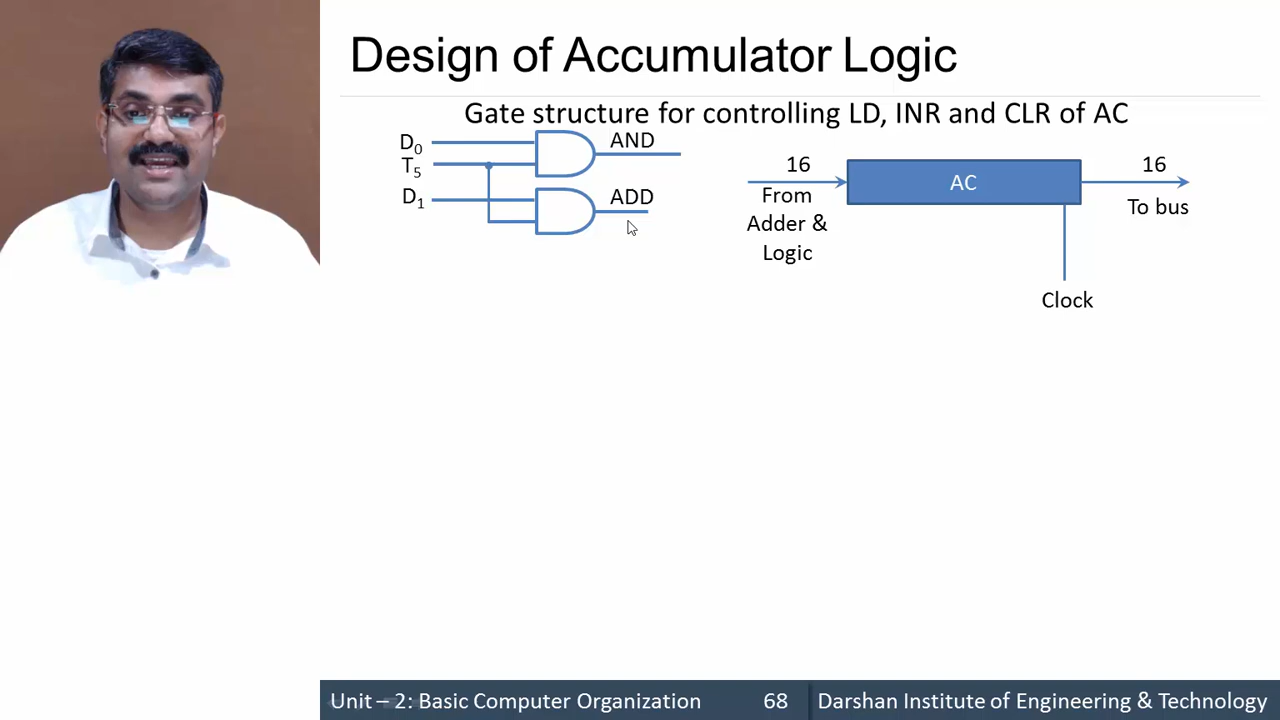 Design of Accumulator Logic
Gate structure for controlling LD, INR and CLR of AC
D0
T5
D1
AND
ADD
16
From
Adder &
Logic
AC
16
To bus
Clock
Unit – 2: Basic Computer Organization
68
Darshan Institute of Engineering & Technology